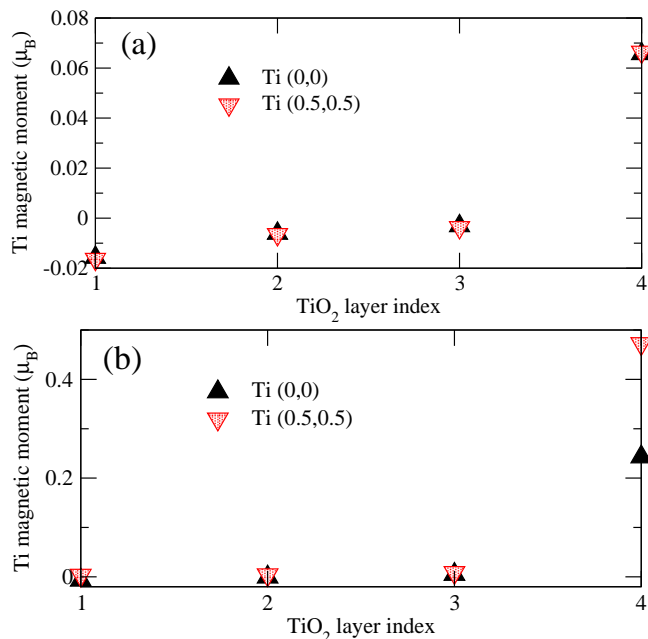 0.08
(a)
0.06
Ti (0,0)
Ti (0.5,0.5)
0.04
0.02
0
-0.02
Ti magnetic moment (μB)
1 2 3 4
TiO2 layer index
(b)
0.4
Ti (0,0)
Ti (0.5,0.5)
0.2
0
Ti magnetic moment (μB)
1 2 3 4
TiO2 layer index